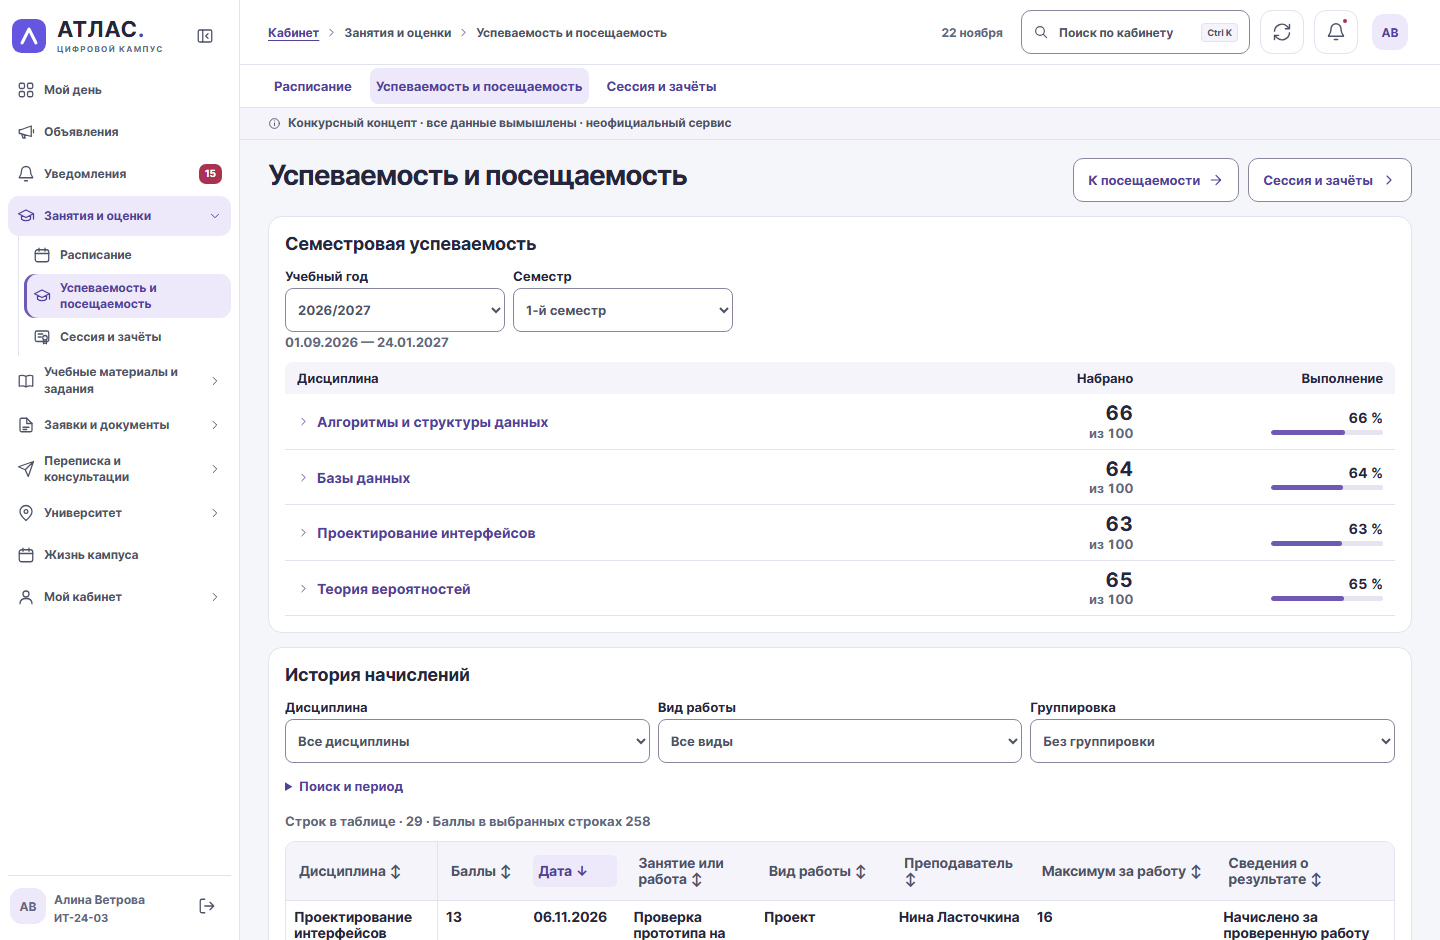 АТЛАС.
ЦИФРОВОЙ КАМПУС
Мой день
Объявления
Уведомления
15
Занятия и оценки
Расписание
Успеваемость и
посещаемость
Сессия и зачёты
Учебные материалы и
задания
Заявки и документы
Переписка и
консультации
Университет
Жизнь кампуса
Мой кабинет
АВ
Алина Ветрова
ИТ-24-03
Кабинет
Занятия и оценки
Успеваемость и посещаемость
22 ноября
Поиск по кабинету
Ctrl K
АВ
Расписание
Успеваемость и посещаемость
Сессия и зачёты
Конкурсный концепт · все данные вымышлены · неофициальный сервис
Успеваемость и посещаемость
К посещаемости
Сессия и зачёты
Семестровая успеваемость
Учебный год
Семестр
2026/2027
1-й семестр
01.09.2026 — 24.01.2027
Дисциплина
Набрано
Выполнение
Алгоритмы и структуры данных
66
из 100
66 %
Базы данных
64
из 100
64 %
Проектирование интерфейсов
63
из 100
63 %
Теория вероятностей
65
из 100
65 %
История начислений
Дисциплина
Вид работы
Группировка
Все дисциплины
Все виды
Без группировки
Поиск и период
Строк в таблице · 29 · Баллы в выбранных строках 258
Дисциплина ↕
Баллы ↕
Дата ↓
Занятие или
работа ↕
Вид работы ↕
Преподаватель
↕
Максимум за работу ↕
Сведения о
результате ↕
Проектирование
интерфейсов
13
06.11.2026
Проверка
прототипа на
Проект
Нина Ласточкина
16
Начислено за
проверенную работу